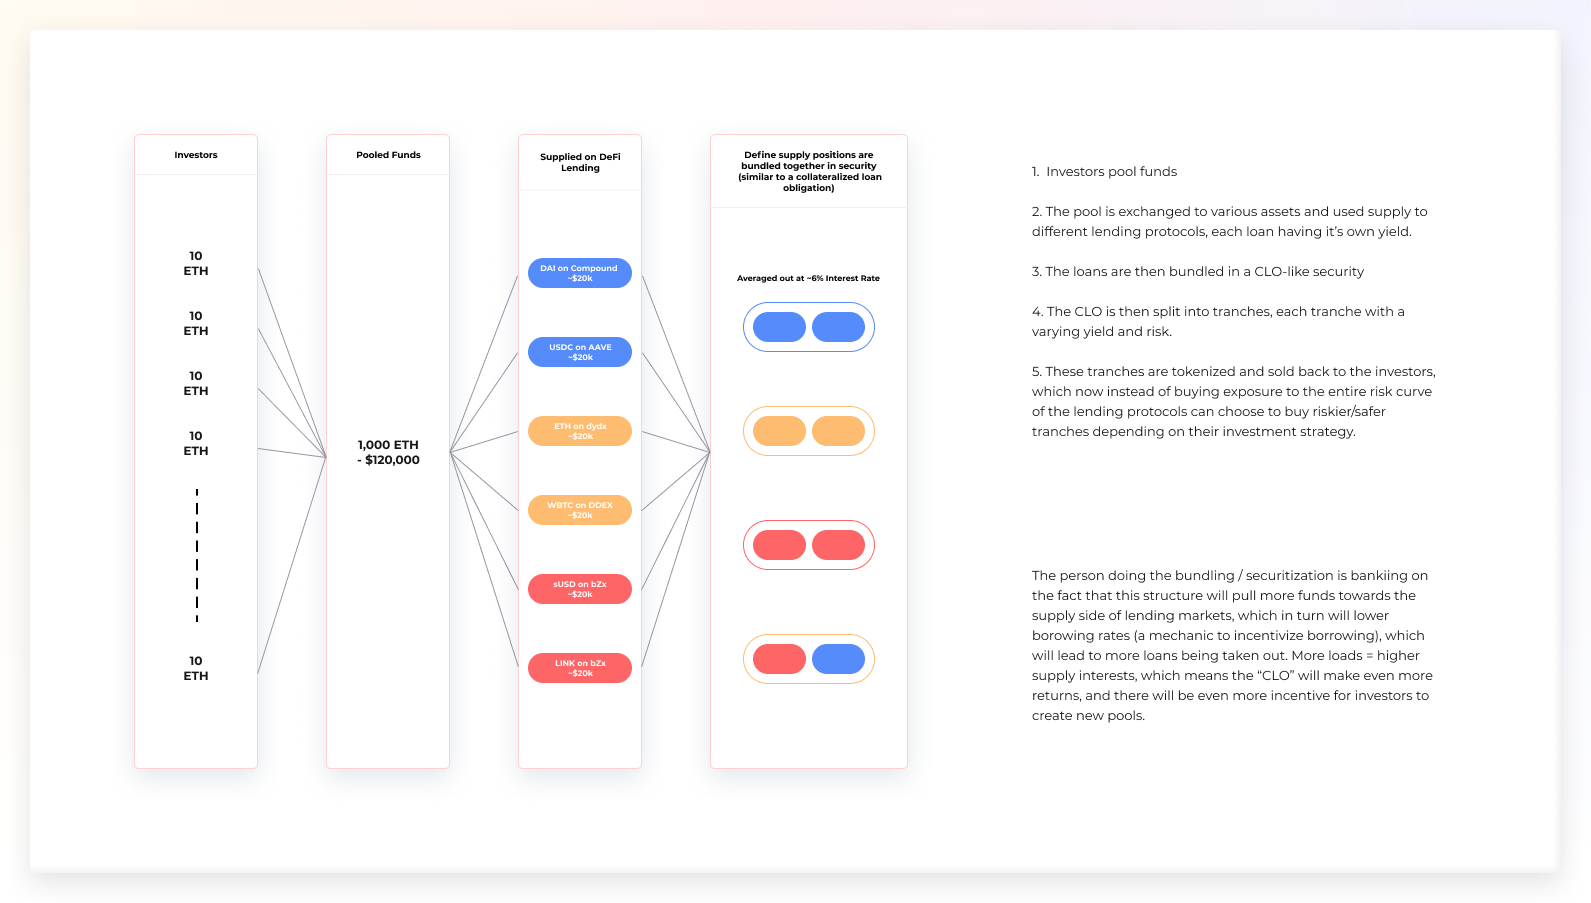 Investors
10
ETH
10
ETH
10
ETH
10
ETH
10
ETH
Pooled Funds
1,000 ETH
- $120,000
Supplied on DeFi
Lending
DAI on Compound
~$20k
USDC on AAVE
~$20k
ETH on dydx
~$20k
WBTC on DDEX
~$20k
sUSD on bZx
~$20k
LINK on bZx
~$20k
Define supply positions are
bundled together in security
(similar to a collateralized loan
obligation)
Averaged out at ~6% Interest Rate
1.  Investors pool funds
2. The pool is exchanged to various assets and used supply to
different lending protocols, each loan having it’s own yield.
3. The loans are then bundled in a CLO-like security
4. The CLO is then split into tranches, each tranche with a
varying yield and risk.
5. These tranches are tokenized and sold back to the investors,
which now instead of buying exposure to the entire risk curve
of the lending protocols can choose to buy riskier/safer
tranches depending on their investment strategy.
The person doing the bundling / securitization is bankiing on
the fact that this structure will pull more funds towards the
supply side of lending markets, which in turn will lower
borowing rates (a mechanic to incentivize borrowing), which
will lead to more loans being taken out. More loads = higher
supply interests, which means the “CLO” will make even more
returns, and there will be even more incentive for investors to
create new pools.